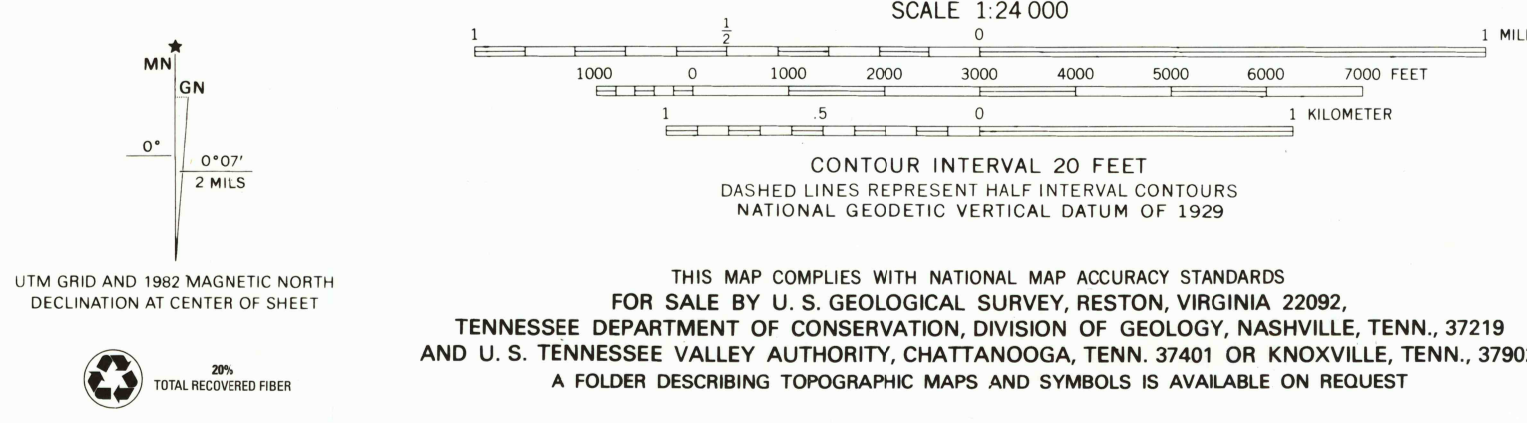 SCALE 1:24 000
1 1/2 0 1 MIL
1000 0 1000 2000 3000 4000 5000 6000 7000 FEET
1 .5 0 1 KILOMETER
CONTOUR INTERVAL 20 FEET
DASHED LINES REPRESENT HALF INTERVAL CONTOURS
NATIONAL GEODETIC VERTICAL DATUM OF 1929
MN
GN
0°
0°07'
2 MILS
UTM GRID AND 1982 MAGNETIC NORTH
DECLINATION AT CENTER OF SHEET
20%
TOTAL RECOVERED FIBER
THIS MAP COMPLIES WITH NATIONAL MAP ACCURACY STANDARDS
FOR SALE BY U. S. GEOLOGICAL SURVEY, RESTON, VIRGINIA 22092,
TENNESSEE DEPARTMENT OF CONSERVATION, DIVISION OF GEOLOGY, NASHVILLE, TENN., 37219
AND U. S. TENNESSEE VALLEY AUTHORITY, CHATTANOOGA, TENN. 37401 OR KNOXVILLE, TENN., 37902
A FOLDER DESCRIBING TOPOGRAPHIC MAPS AND SYMBOLS IS AVAILABLE ON REQUEST